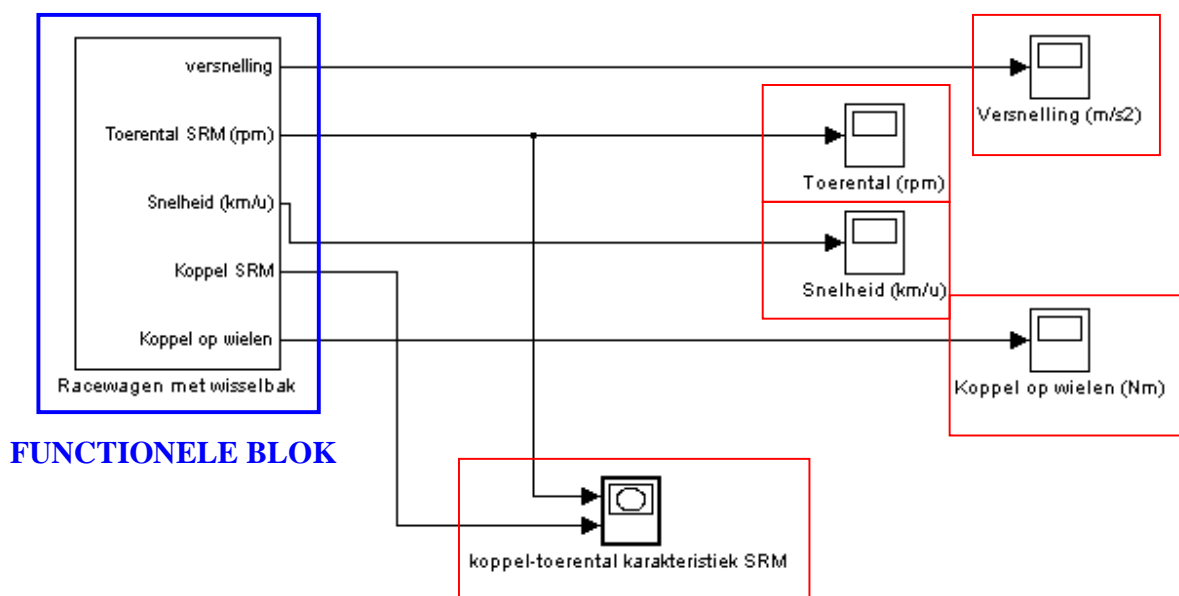 versnelling
Toerental SRM (rpm)
Snelheid (km/u)
Koppel SRM
Koppel op wielen
Racewagen met wisselbak
FUNCTIONELE BLOK
Versnelling (m/s2)
Toerental (rpm)
Snelheid (km/u)
Koppel op wielen (Nm)
koppel-toerental karakteristiek SRM